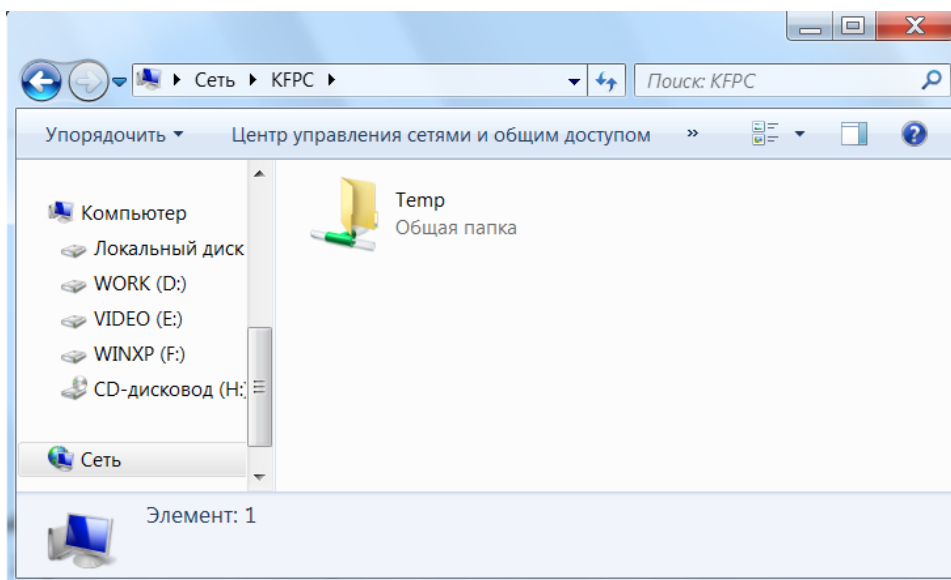 Сеть KFPC
Поиск: KFPC
Упорядочить
Центр управления сетями и общим доступом
»
Компьютер
Локальный диск
WORK (D:)
VIDEO (E:)
WINXP (F:)
CD-дисковод (H:
Сеть
Temp
Общая папка
Элемент: 1